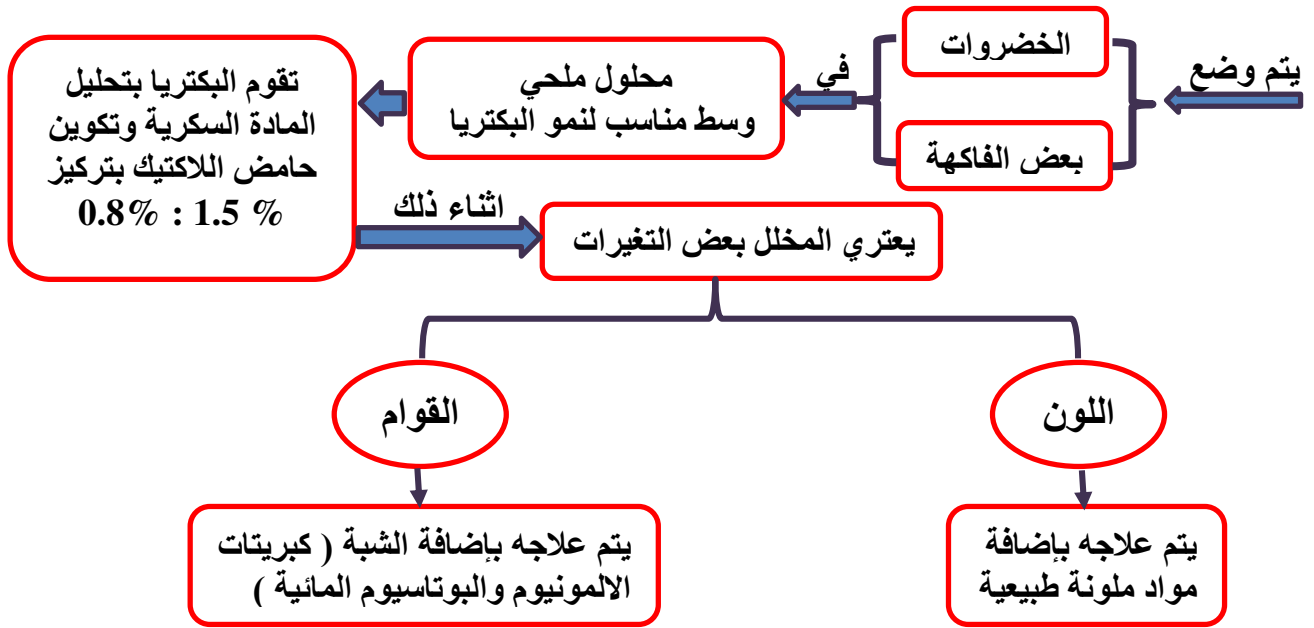 يتم وضع
الخضروات
بعض الفاكهة
في
محلول ملحي
وسط مناسب لنمو البكتريا
تقوم البكتريا بتحليل
المادة السكرية وتكوين
حامض اللاكتيك بتركيز
0.8% : 1.5 %
اثناء ذلك
يعتري المخلل بعض التغيرات
اللون
القوام
يتم علاجه بإضافة
مواد ملونة طبيعية
يتم علاجه بإضافة الشبة ( كبريتات
الالمونيوم والبوتاسيوم المائية )